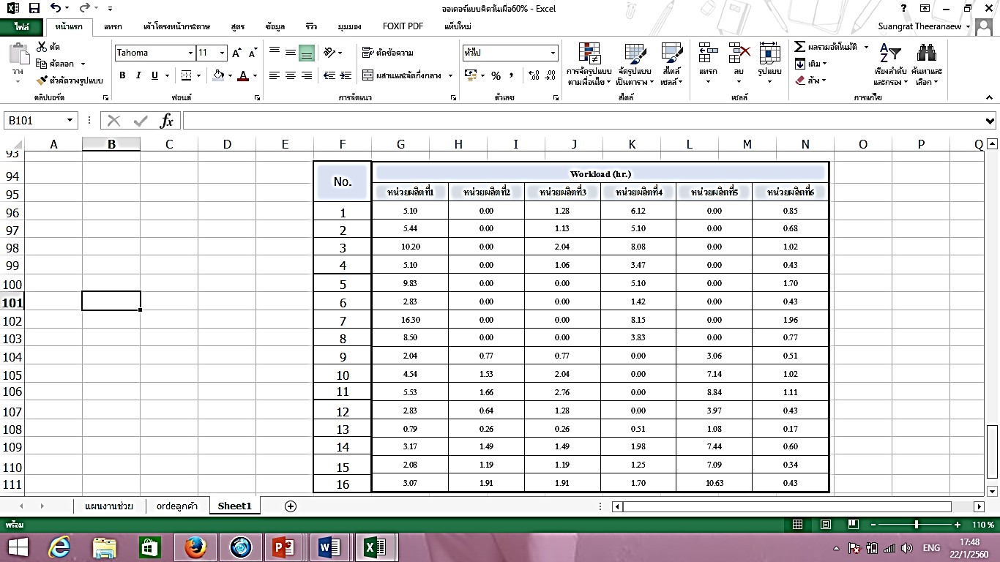 ออเดอร์แบบคิดวันเผื่อ60% - Excel
ไฟล์ หน้าแรก แทรก เค้าโครงหน้ากระดาษ สูตร ข้อมูล รีวิว มุมมอง FOXIT PDF แท็บใหม่ Suangrat Theeranaew
วาง
ตัด
คัดลอก
ตัวคัดวางรูปแบบ
คลิปบอร์ด
Tahoma 11
B I U
ฟอนต์
ตัดข้อความ
ผสานและจัดกึ่งกลาง
การจัดแนว
ทั่วไป
ตัวเลข
การจัดรูปแบบ
ตามเงื่อนไข
จัดรูปแบบ
เป็นตาราง
สไตล์
เซลล์
สไตล์
แทรก ลบ รูปแบบ
เซลล์
ผลรวมอัตโนมัติ
เติม
ล้าง
เรียงลำดับ
และกรอง
ค้นหาและ
เลือก
การแก้ไข
B101 fx
A B C D E F G H I J K L M N O P Q
93
94 No. Workload (hr.)
95 หน่วยผลิตที่1 หน่วยผลิตที่2 หน่วยผลิตที่3 หน่วยผลิตที่4 หน่วยผลิตที่5 หน่วยผลิตที่6
96 1 5.10 0.00 1.28 6.12 0.00 0.85
97 2 5.44 0.00 1.13 5.10 0.00 0.68
98 3 10.20 0.00 2.04 8.08 0.00 1.02
99 4 5.10 0.00 1.06 3.47 0.00 0.43
100 5 9.83 0.00 0.00 5.10 0.00 1.70
101 6 2.83 0.00 0.00 1.42 0.00 0.43
102 7 16.30 0.00 0.00 8.15 0.00 1.96
103 8 8.50 0.00 0.00 3.83 0.00 0.77
104 9 2.04 0.77 0.77 0.00 3.06 0.51
105 10 4.54 1.53 2.04 0.00 7.14 1.02
106 11 5.53 1.66 2.76 0.00 8.84 1.11
107 12 2.83 0.64 1.28 0.00 3.97 0.43
108 13 0.79 0.26 0.26 0.51 1.08 0.17
109 14 3.17 1.49 1.49 1.98 7.44 0.60
110 15 2.08 1.19 1.19 1.25 7.09 0.34
111 16 3.07 1.91 1.91 1.70 10.63 0.43
แผนงานช่วย ordeลูกค้า Sheet1
พร้อม 110 %
ENG 17:48
22/1/2560